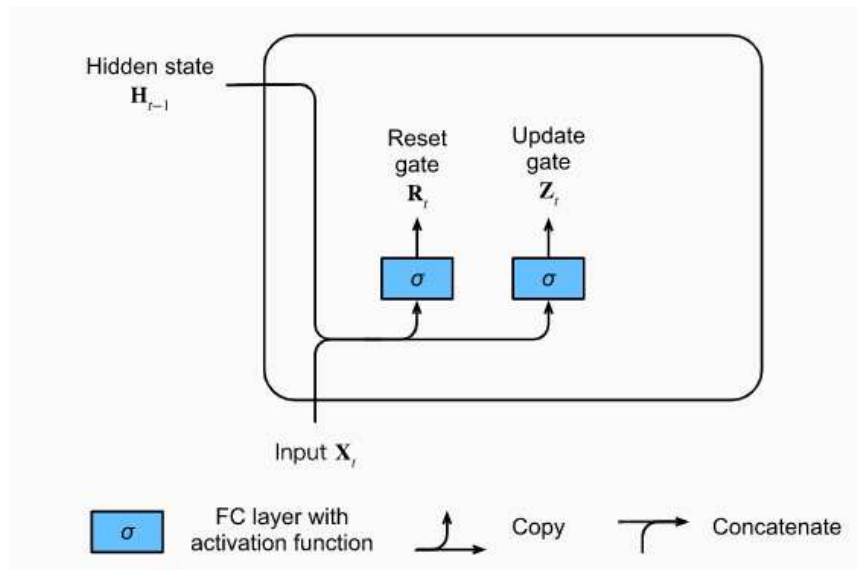 Hidden state
H_{t-1}
Reset
gate
R_t
Update
gate
Z_t
σ
σ
Input X_t
σ
FC layer with
activation function
Copy
Concatenate